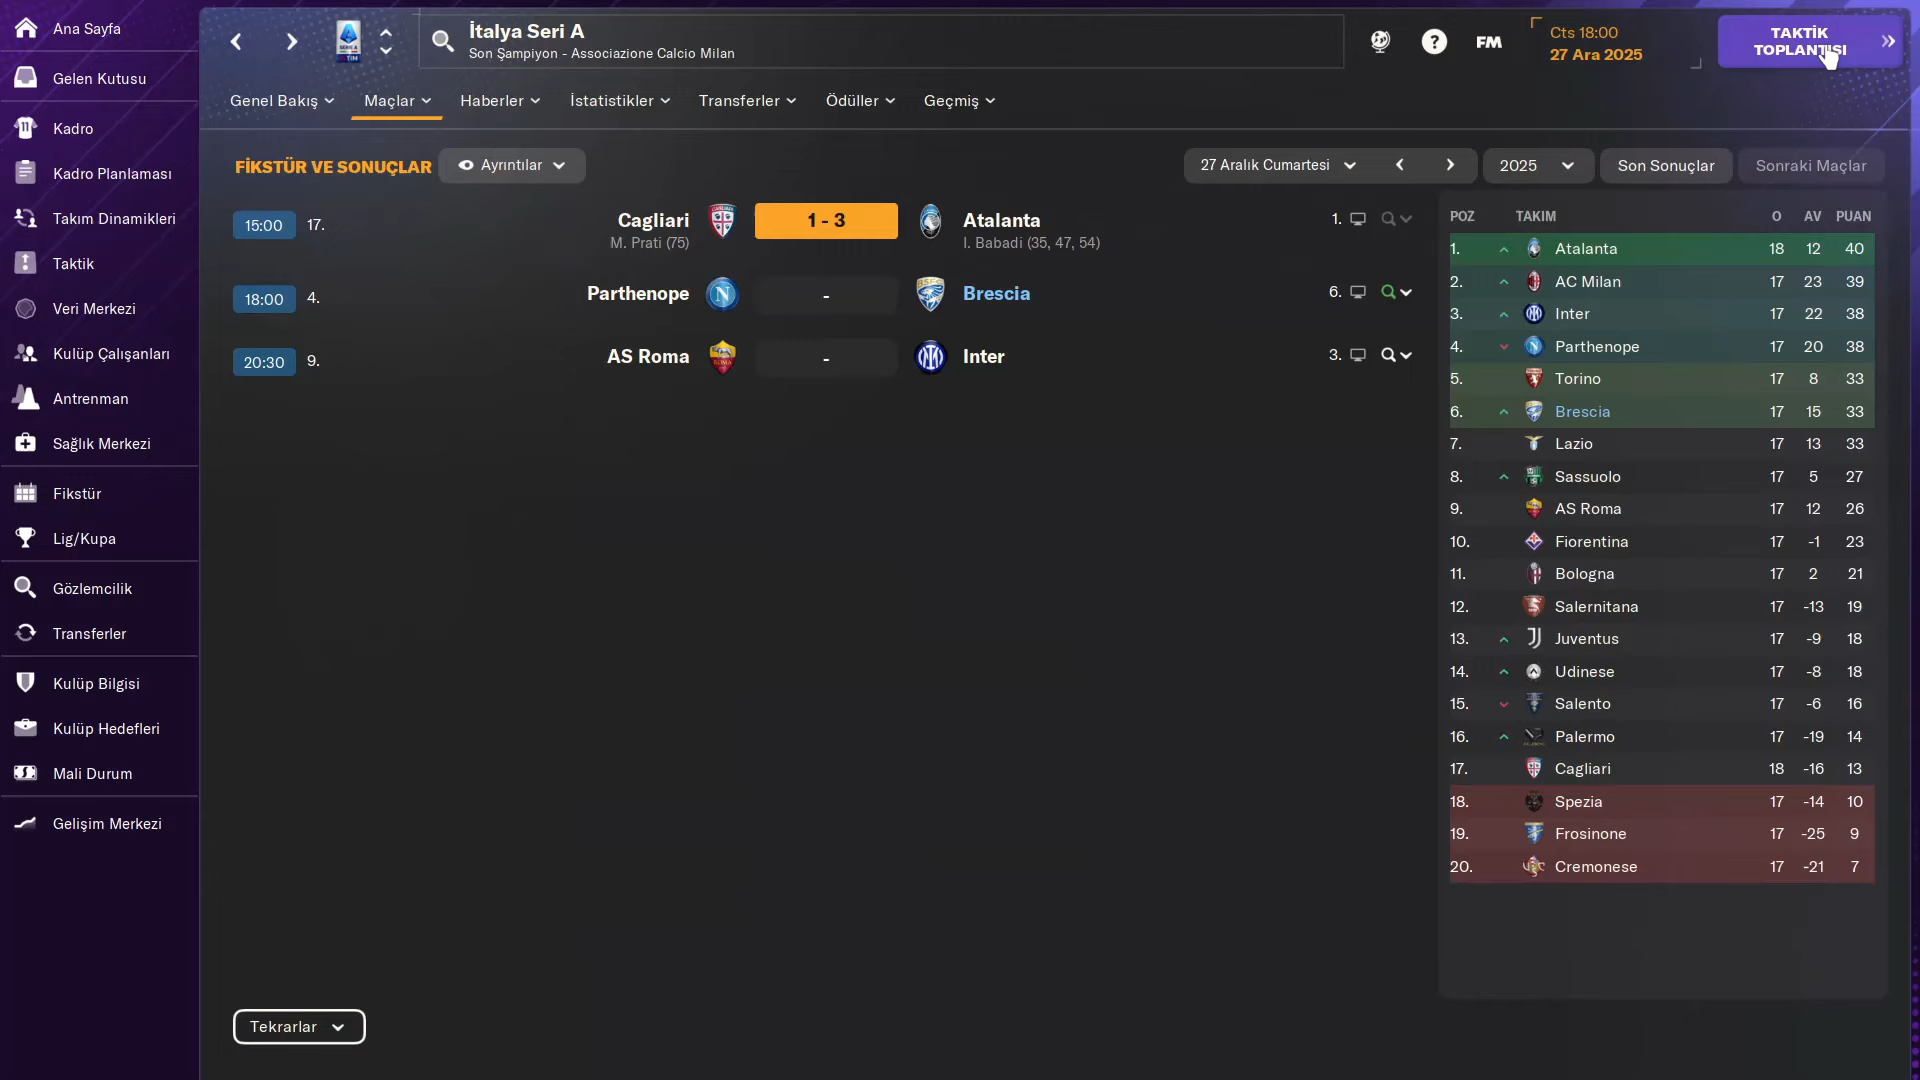 Ana Sayfa
Gelen Kutusu
Kadro
Kadro Planlaması
Takım Dinamikleri
Taktik
Veri Merkezi
Kulüp Çalışanları
Antrenman
Sağlık Merkezi
Fikstür
Lig/Kupa
Gözlemcilik
Transferler
Kulüp Bilgisi
Kulüp Hedefleri
Mali Durum
Gelişim Merkezi
İtalya Seri A
Son Şampiyon - Associazione Calcio Milan
FM
Cts 18:00
27 Ara 2025
TAKTİK
TOPLANTISI
Genel Bakış Maçlar Haberler İstatistikler Transferler Ödüller Geçmiş
FİKSTÜR VE SONUÇLAR Ayrıntılar 27 Aralık Cumartesi 2025 Son Sonuçlar Sonraki Maçlar
15:00 17. Cagliari 1 - 3 Atalanta 1.
M. Prati (75) I. Babadi (35, 47, 54)
18:00 4. Parthenope - Brescia 6.
20:30 9. AS Roma - Inter 3.
POZ TAKIM O AV PUAN
1. Atalanta 18 12 40
2. AC Milan 17 23 39
3. Inter 17 22 38
4. Parthenope 17 20 38
5. Torino 17 8 33
6. Brescia 17 15 33
7. Lazio 17 13 33
8. Sassuolo 17 5 27
9. AS Roma 17 12 26
10. Fiorentina 17 -1 23
11. Bologna 17 2 21
12. Salernitana 17 -13 19
13. Juventus 17 -9 18
14. Udinese 17 -8 18
15. Salento 17 -6 16
16. Palermo 17 -19 14
17. Cagliari 18 -16 13
18. Spezia 17 -14 10
19. Frosinone 17 -25 9
20. Cremonese 17 -21 7
Tekrarlar